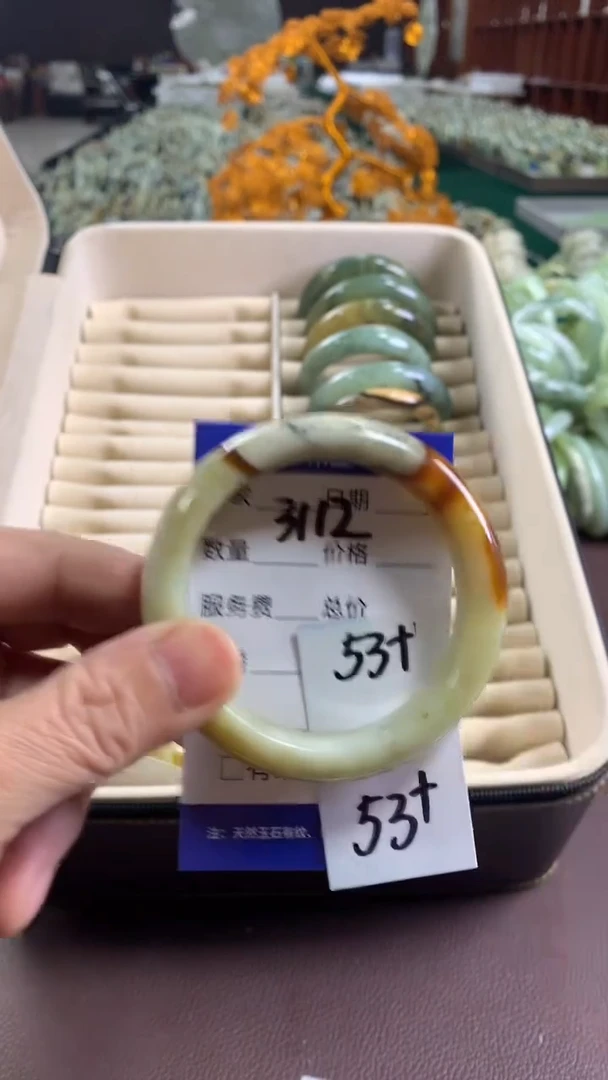 日期
3112
数量 价格
服务费 总价
53+
53+
注：天然玉石有纹、